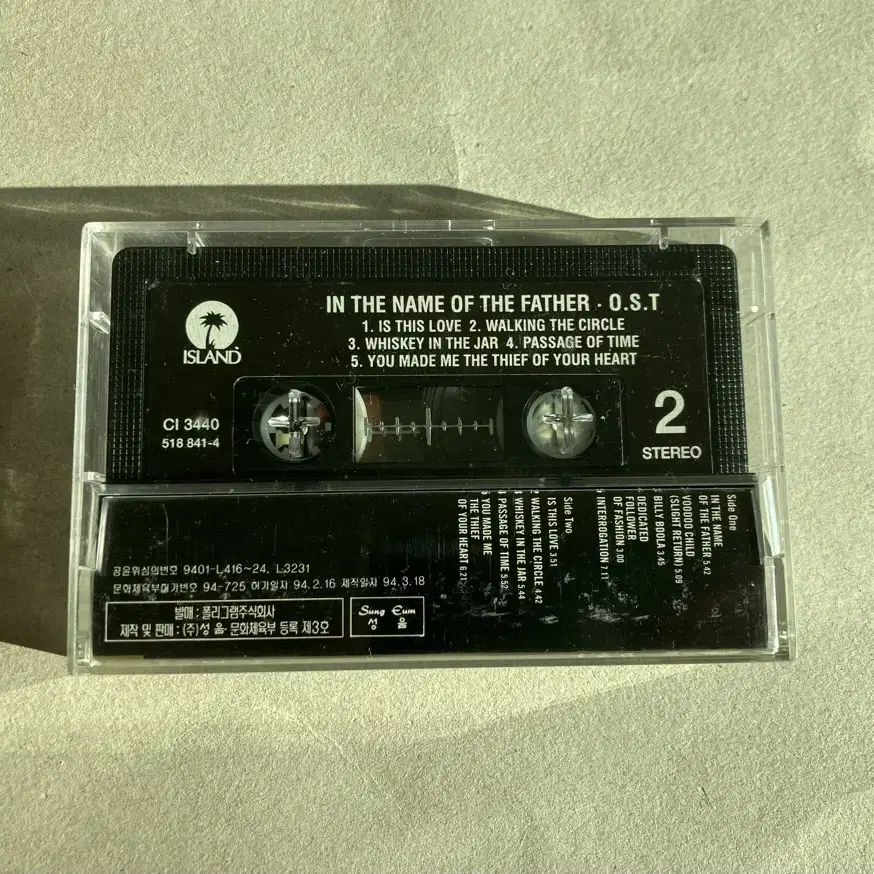 IN THE NAME OF THE FATHER · O.S.T
1. IS THIS LOVE 2. WALKING THE CIRCLE
3. WHISKEY IN THE JAR 4. PASSAGE OF TIME
5. YOU MADE ME THE THIEF OF YOUR HEART
ISLAND
CI 3440
518 841-4
2
STEREO
Side One
IN THE NAME
OF THE FATHER 5:42
VOODOO CHILD
(SLIGHT RETURN) 5:09
BILLY BOOLA 3:45
DEDICATED
FOLLOWER
OF FASHION 3:00
INTERROGATION 7:11
Side Two
IS THIS LOVE 3:51
2 WALKING THE CIRCLE 4:42
WHISKEY IN THE JAR 5:44
4 PASSAGE OF TIME 5:52
5 YOU MADE ME
THE THIEF
OF YOUR HEART 6:21
공윤위심의번호 9401-L416~24, L3231
문화체육부허가번호 94-725 허가일자 94.2.16 제작일자 94.3.18
발매 : 폴리그램주식회사
제작 및 판매 : (주)성 음·문화체육부 등록 제3호
Sung Eum
성 음